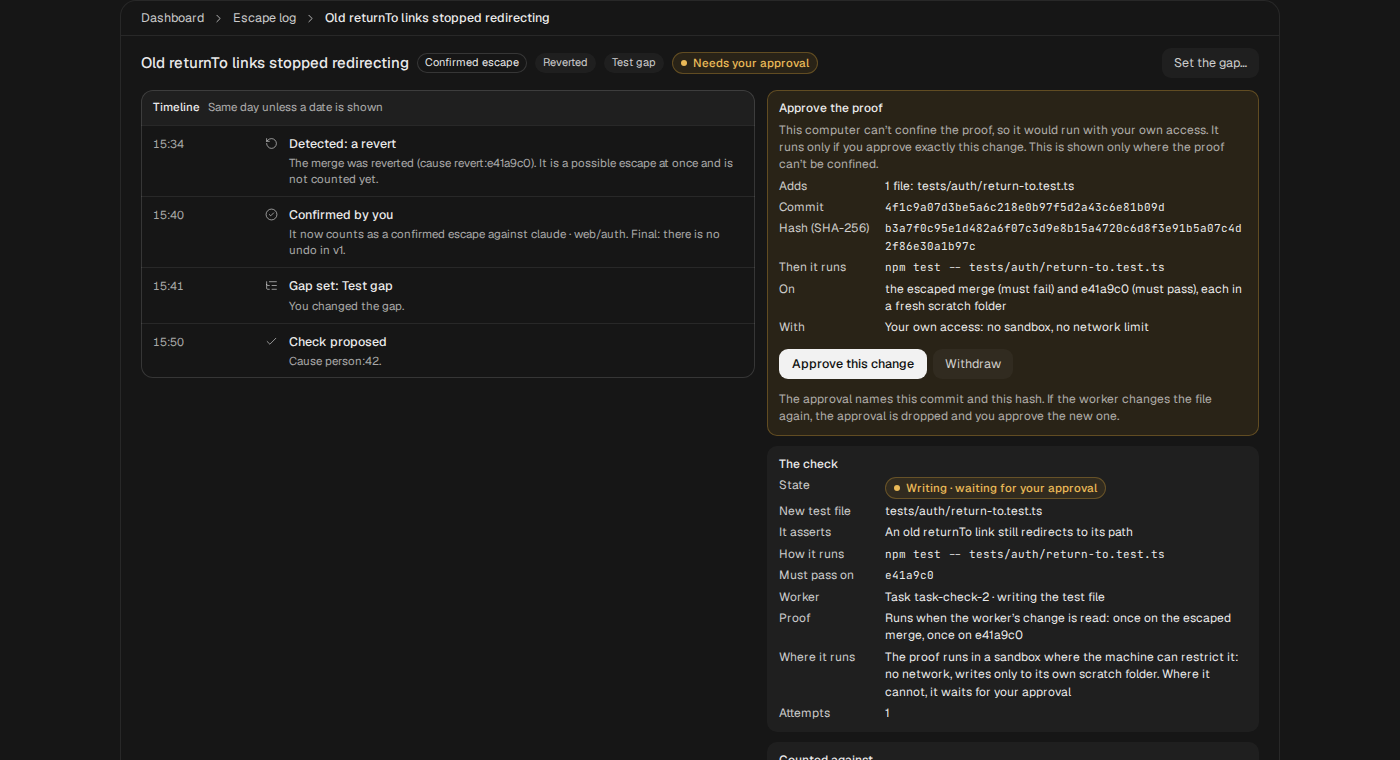 Dashboard > Escape log > Old returnTo links stopped redirecting
Old returnTo links stopped redirecting Confirmed escape Reverted Test gap Needs your approval Set the gap…
Timeline Same day unless a date is shown
15:34 Detected: a revert
The merge was reverted (cause revert:e41a9c0). It is a possible escape at once and is
not counted yet.
15:40 Confirmed by you
It now counts as a confirmed escape against claude · web/auth. Final: there is no
undo in v1.
15:41 Gap set: Test gap
You changed the gap.
15:50 Check proposed
Cause person:42.
Approve the proof
This computer can't confine the proof, so it would run with your own access. It
runs only if you approve exactly this change. This is shown only where the proof
can't be confined.
Adds 1 file: tests/auth/return-to.test.ts
Commit 4f1c9a07d3be5a6c218e0b97f5d2a43c6e81b09d
Hash (SHA-256) b3a7f0c95e1d482a6f07c3d9e8b15a4720c6d8f3e91b5a07c4d
2f86e30a1b97c
Then it runs npm test -- tests/auth/return-to.test.ts
On the escaped merge (must fail) and e41a9c0 (must pass), each in
a fresh scratch folder
With Your own access: no sandbox, no network limit
Approve this change Withdraw
The approval names this commit and this hash. If the worker changes the file
again, the approval is dropped and you approve the new one.
The check
State Writing · waiting for your approval
New test file tests/auth/return-to.test.ts
It asserts An old returnTo link still redirects to its path
How it runs npm test -- tests/auth/return-to.test.ts
Must pass on e41a9c0
Worker Task task-check-2 · writing the test file
Proof Runs when the worker's change is read: once on the escaped
merge, once on e41a9c0
Where it runs The proof runs in a sandbox where the machine can restrict it:
no network, writes only to its own scratch folder. Where it
cannot, it waits for your approval
Attempts 1
Counted against